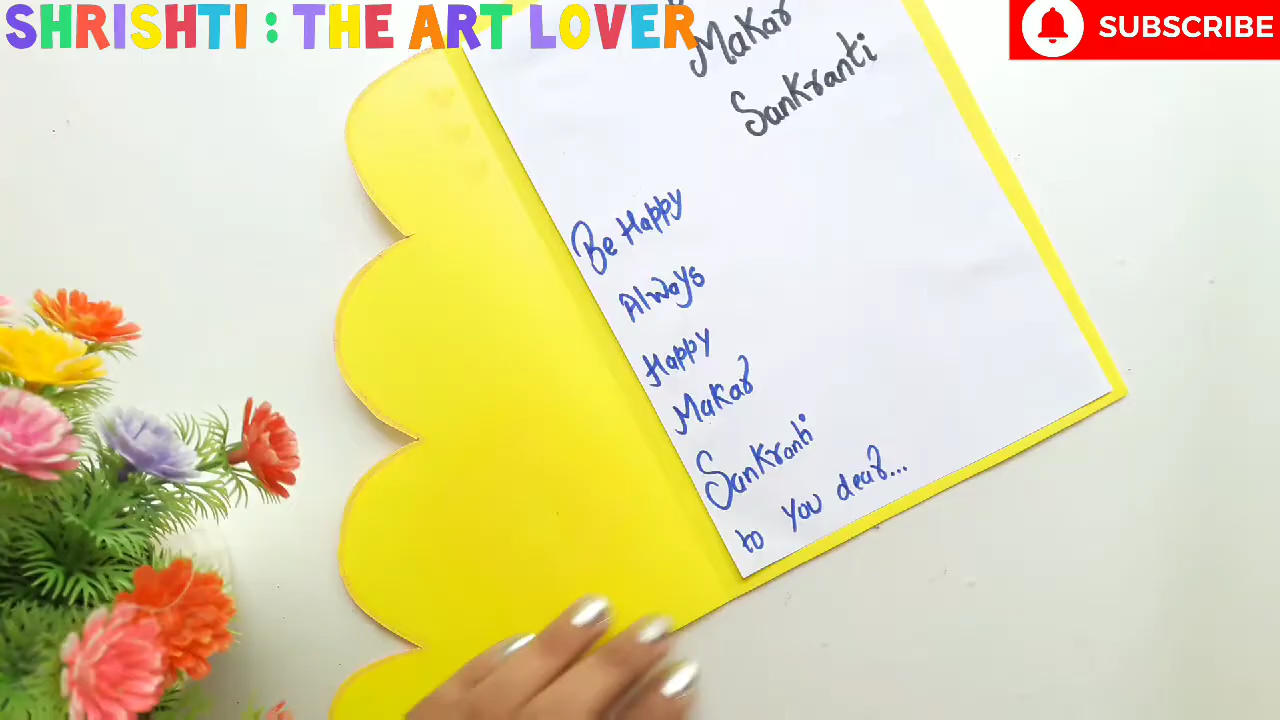 SHRISHTI : THE ART LOVER
SUBSCRIBE
Makar
Sankranti
Be Happy
Always
Happy
Makar
Sankranti
to you dear...